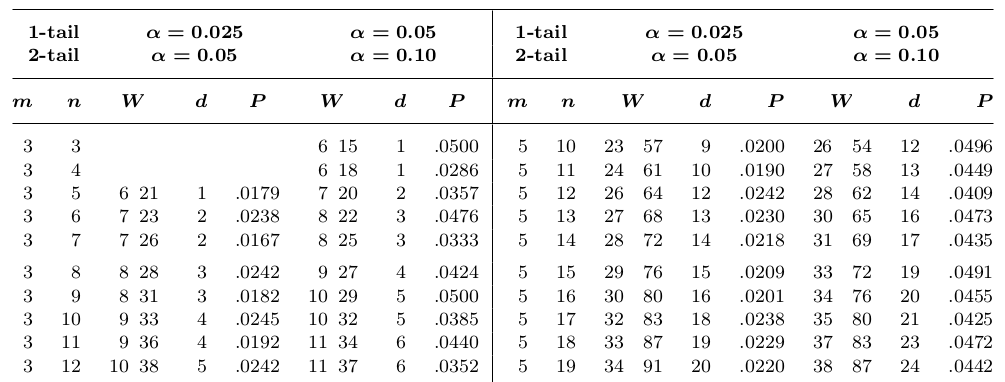 1-tail α = 0.025 α = 0.05 1-tail α = 0.025 α = 0.05
2-tail α = 0.05 α = 0.10 2-tail α = 0.05 α = 0.10
m n W d P W d P m n W d P W d P
3 3 6 15 1 .0500 5 10 23 57 9 .0200 26 54 12 .0496
3 4 6 18 1 .0286 5 11 24 61 10 .0190 27 58 13 .0449
3 5 6 21 1 .0179 7 20 2 .0357 5 12 26 64 12 .0242 28 62 14 .0409
3 6 7 23 2 .0238 8 22 3 .0476 5 13 27 68 13 .0230 30 65 16 .0473
3 7 7 26 2 .0167 8 25 3 .0333 5 14 28 72 14 .0218 31 69 17 .0435
3 8 8 28 3 .0242 9 27 4 .0424 5 15 29 76 15 .0209 33 72 19 .0491
3 9 8 31 3 .0182 10 29 5 .0500 5 16 30 80 16 .0201 34 76 20 .0455
3 10 9 33 4 .0245 10 32 5 .0385 5 17 32 83 18 .0238 35 80 21 .0425
3 11 9 36 4 .0192 11 34 6 .0440 5 18 33 87 19 .0229 37 83 23 .0472
3 12 10 38 5 .0242 11 37 6 .0352 5 19 34 91 20 .0220 38 87 24 .0442